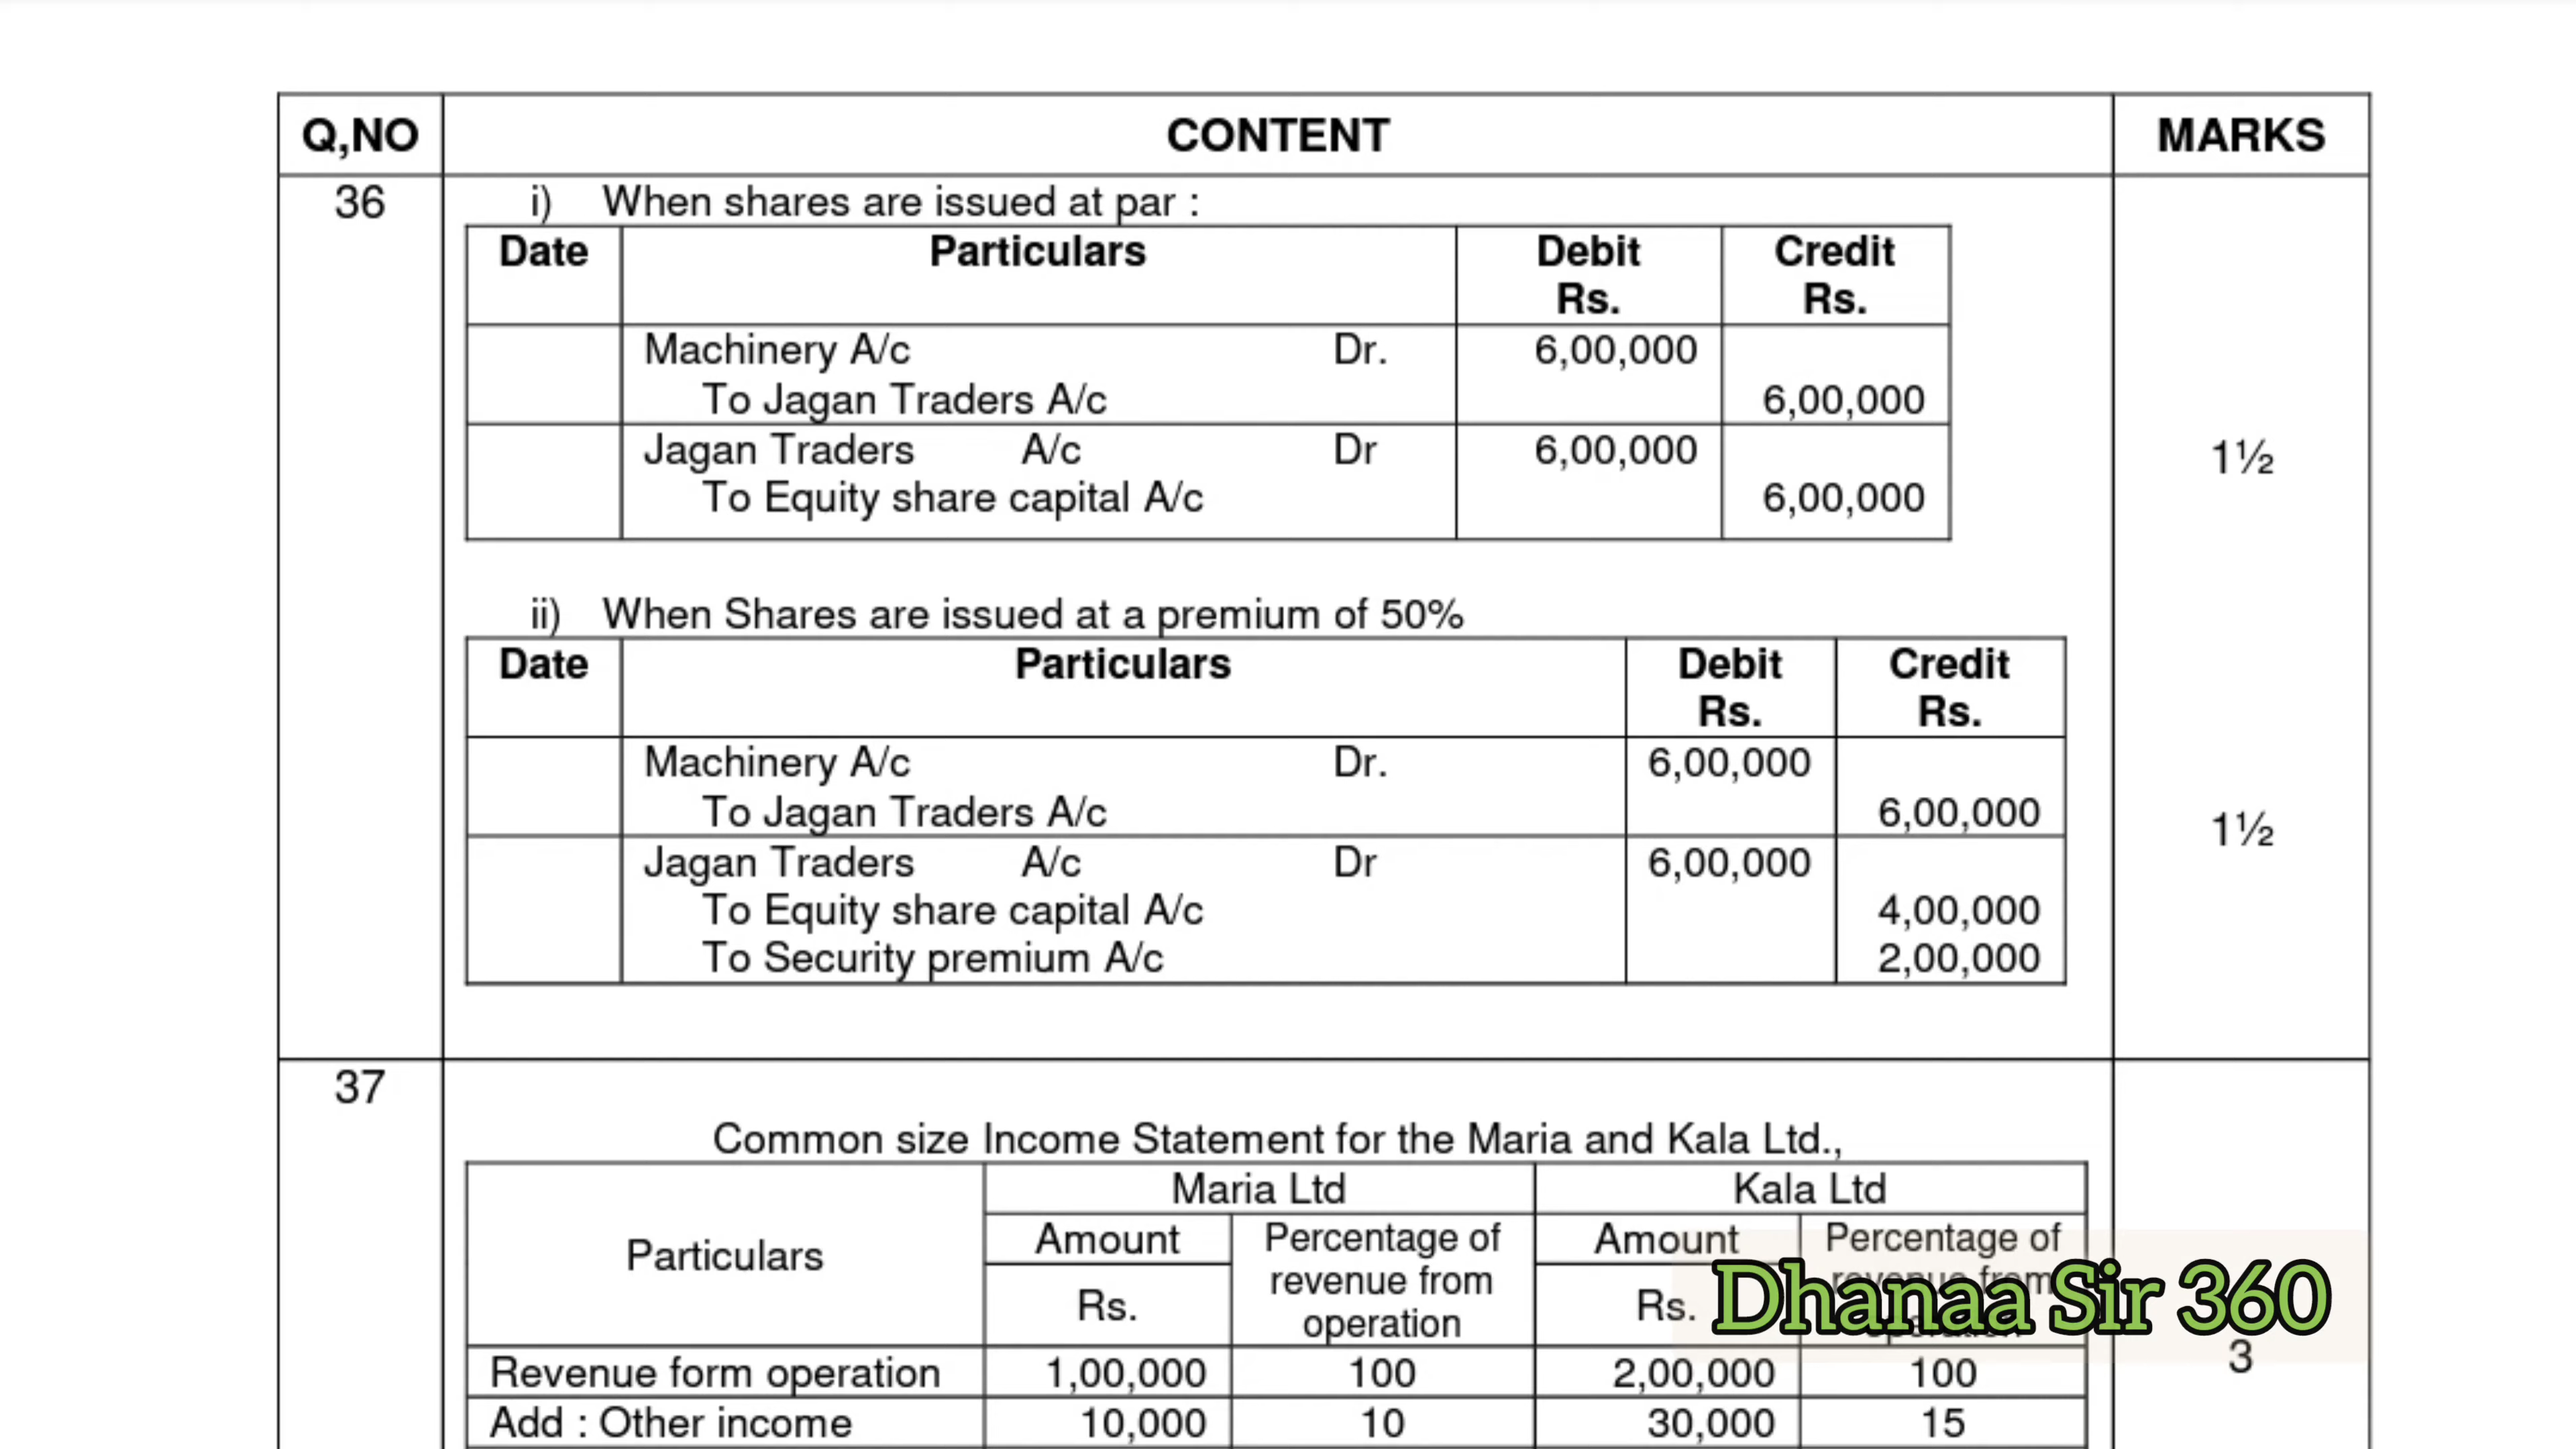 Q,NO CONTENT MARKS
36 i) When shares are issued at par :
Date Particulars Debit Credit
Rs. Rs.
Machinery A/c Dr. 6,00,000
To Jagan Traders A/c 6,00,000
Jagan Traders A/c Dr 6,00,000 1½
To Equity share capital A/c 6,00,000
ii) When Shares are issued at a premium of 50%
Date Particulars Debit Credit
Rs. Rs.
Machinery A/c Dr. 6,00,000
To Jagan Traders A/c 6,00,000 1½
Jagan Traders A/c Dr 6,00,000
To Equity share capital A/c 4,00,000
To Security premium A/c 2,00,000
37
Common size Income Statement for the Maria and Kala Ltd.,
Maria Ltd Kala Ltd
Particulars Amount Percentage of Amount Percentage of
Rs. revenue from Rs. revenue from
operation operation
Dhanaa Sir 360
3
Revenue form operation 1,00,000 100 2,00,000 100
Add : Other income 10,000 10 30,000 15